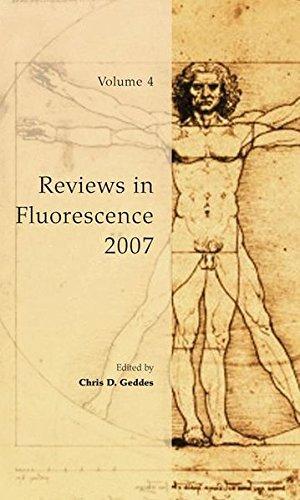 Volume 4
Reviews in
Fluorescence
2007
Edited by
Chris D. Geddes